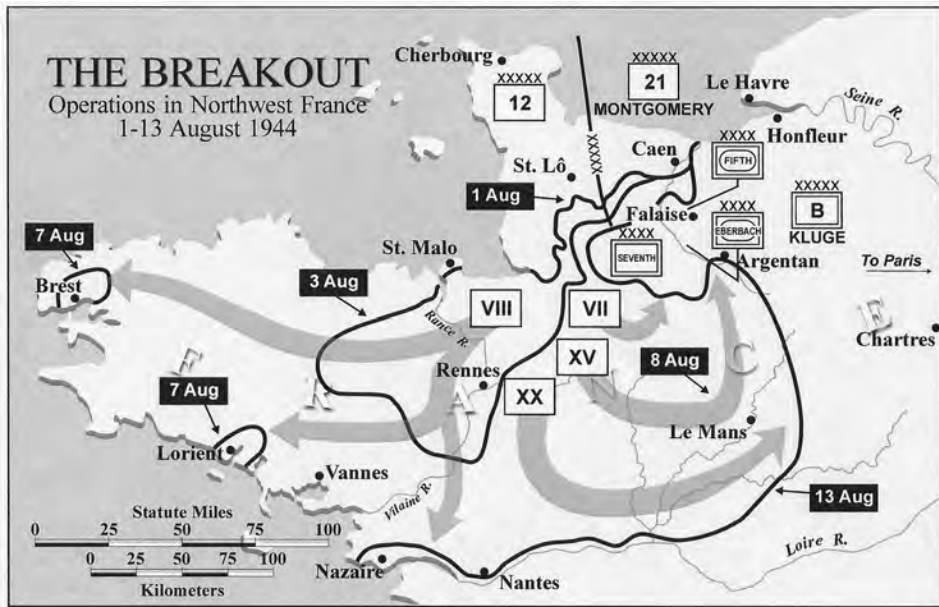 THE BREAKOUT
Operations in Northwest France
1-13 August 1944
Cherbourg
XXXXX
12
XXXXX
21
MONTGOMERY
Le Havre
Seine R.
Honfleur
XXXXX
Caen
XXXX
FIFTH
St. Lô
1 Aug
Falaise
XXXX
EBERBACH
XXXXX
B
KLUGE
XXXX
SEVENTH
Argentan
To Paris
7 Aug
Brest
St. Malo
3 Aug
Rance R.
VIII
VII
XV
XX
Rennes
8 Aug
Chartres
F R A N C E
7 Aug
Lorient
Le Mans
Vannes
Vilaine R.
13 Aug
Loire R.
Nazaire
Nantes
Statute Miles
0 25 50 75 100
0 25 50 75 100
Kilometers